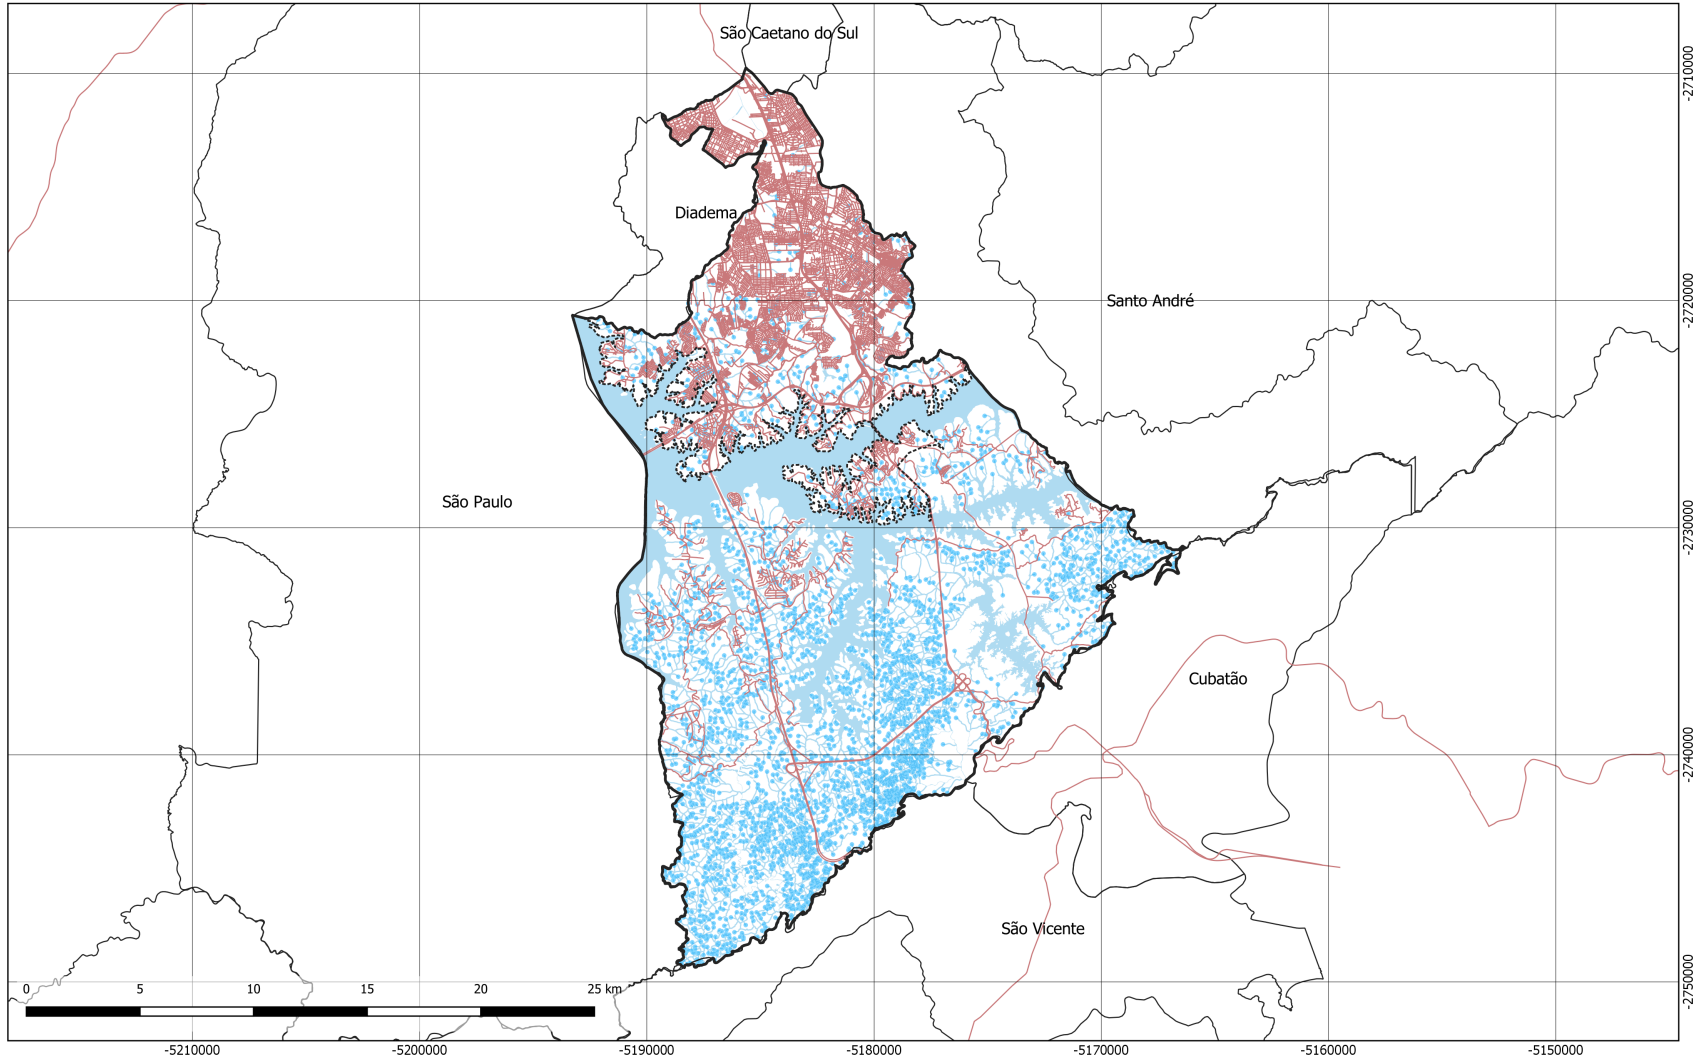 São Caetano do Sul
-2710000
Diadema
-2720000
Santo André
São Paulo
-2730000
Cubatão
-2740000
São Vicente
-2750000
0 5 10 15 20 25 km
-5210000 -5200000 -5190000 -5180000 -5170000 -5160000 -5150000